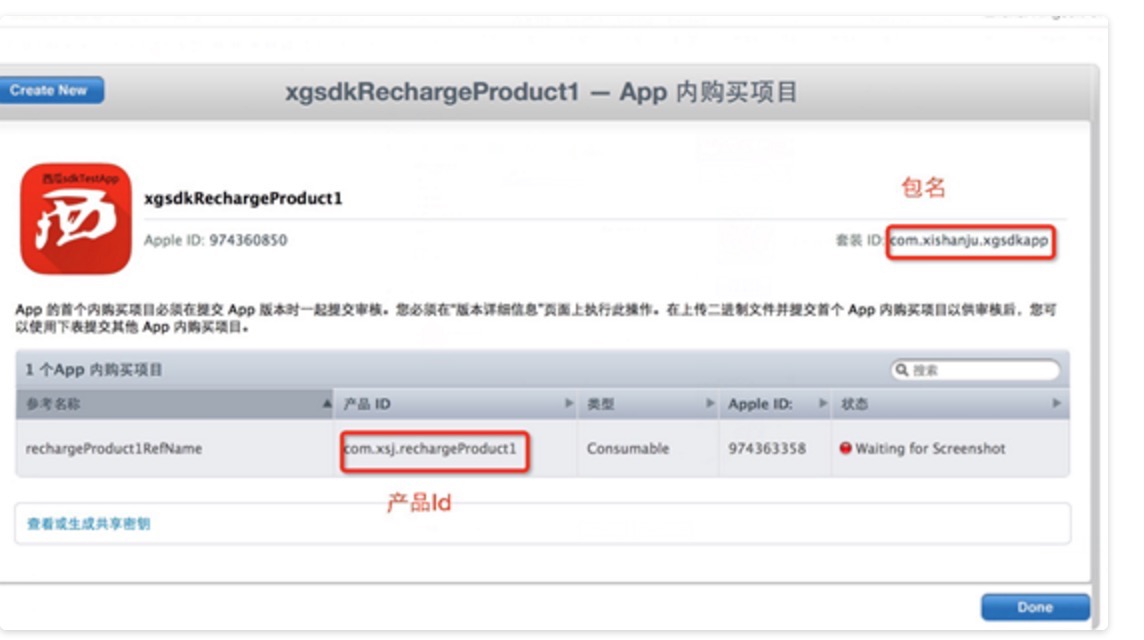 Create New
xgsdkRechargeProduct1 — App 内购买项目
西瓜sdkTestApp
西
xgsdkRechargeProduct1
包名
Apple ID: 974360850
套装 ID: com.xishanju.xgsdkapp
App 的首个内购买项目必须在提交 App 版本时一起提交审核。您必须在“版本详细信息”页面上执行此操作。在上传二进制文件并提交首个 App 内购买项目以供审核后，您可
以使用下表提交其他 App 内购买项目。
1 个App 内购买项目
搜索
参考名称 产品 ID 类型 Apple ID: 状态
rechargeProduct1RefName com.xsj.rechargeProduct1 Consumable 974363358 Waiting for Screenshot
产品Id
查看或生成共享密钥
Done